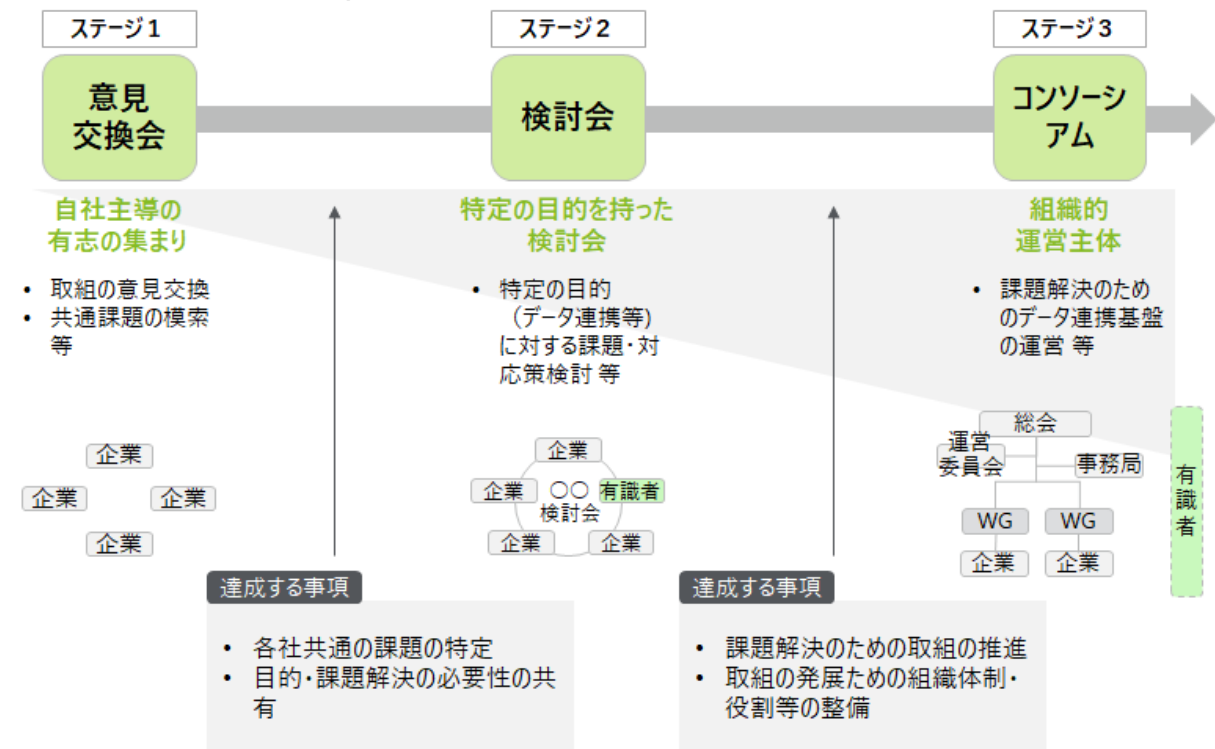 ステージ1
意見
交換会
自社主導の
有志の集まり
• 取組の意見交換
• 共通課題の模索
等
企業
企業
企業
企業
達成する事項
• 各社共通の課題の特定
• 目的・課題解決の必要性の共
有
ステージ2
検討会
特定の目的を持った
検討会
• 特定の目的
（データ連携等)
に対する課題・対
応策検討 等
企業
企業
〇〇
検討会
有識者
企業
企業
達成する事項
• 課題解決のための取組の推進
• 取組の発展ための組織体制・
役割等の整備
ステージ3
コンソーシ
アム
組織的
運営主体
• 課題解決のため
のデータ連携基盤
の運営 等
総会
運営
委員会
事務局
WG
WG
企業
企業
有
識
者